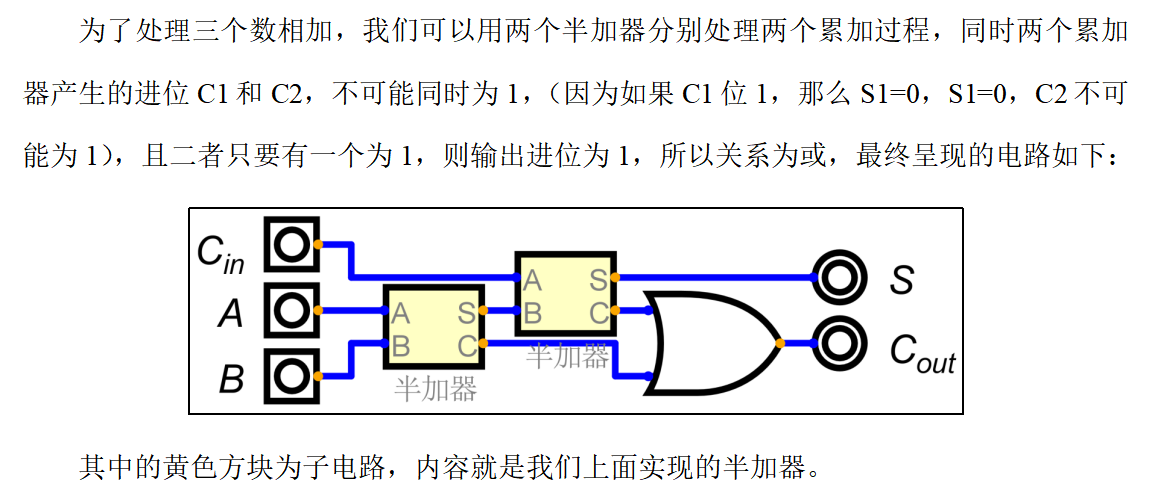 为了处理三个数相加，我们可以用两个半加器分别处理两个累加过程，同时两个累加
器产生的进位 C1 和 C2，不可能同时为 1，（因为如果 C1 位 1，那么 S1=0，S1=0，C2 不可
能为 1），且二者只要有一个为 1，则输出进位为 1，所以关系为或，最终呈现的电路如下：
Cin
A S
S
A
A S
B C
B C
半加器
Cout
B
半加器
其中的黄色方块为子电路，内容就是我们上面实现的半加器。